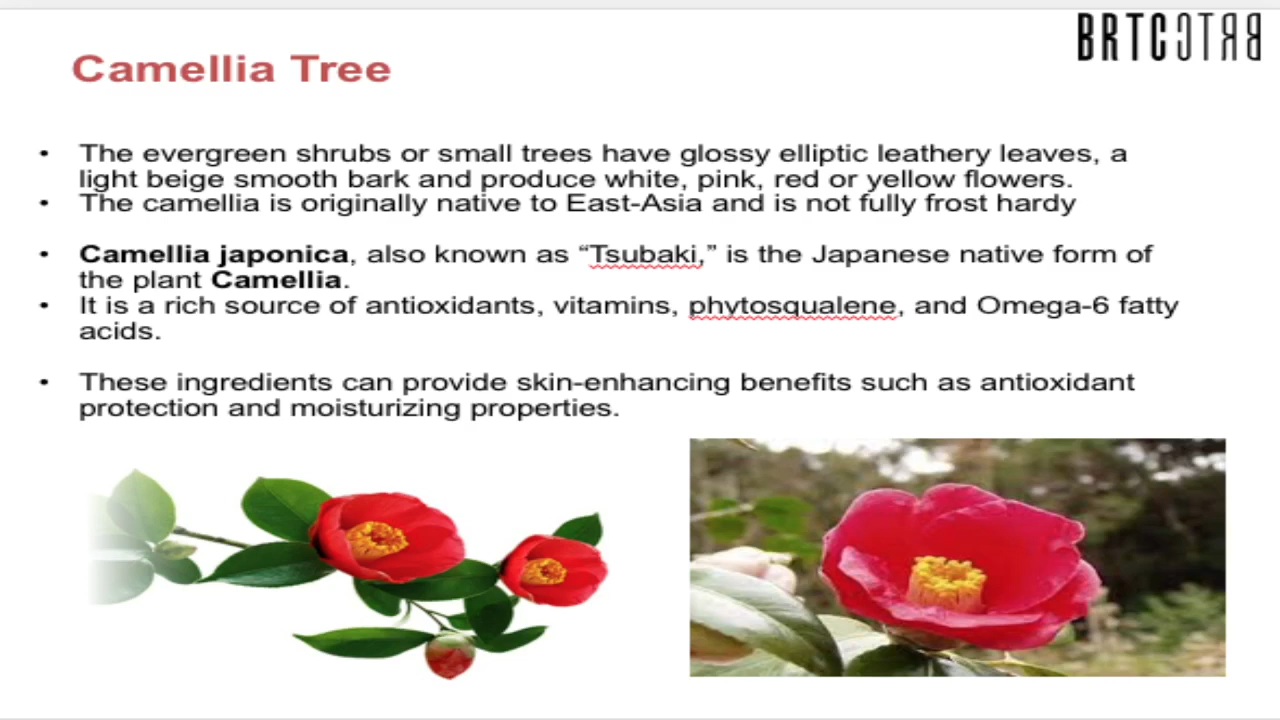 BRTCCTRB
Camellia Tree
• The evergreen shrubs or small trees have glossy elliptic leathery leaves, a
light beige smooth bark and produce white, pink, red or yellow flowers.
• The camellia is originally native to East-Asia and is not fully frost hardy
• Camellia japonica, also known as “Tsubaki,” is the Japanese native form of
the plant Camellia.
• It is a rich source of antioxidants, vitamins, phytosqualene, and Omega-6 fatty
acids.
• These ingredients can provide skin-enhancing benefits such as antioxidant
protection and moisturizing properties.